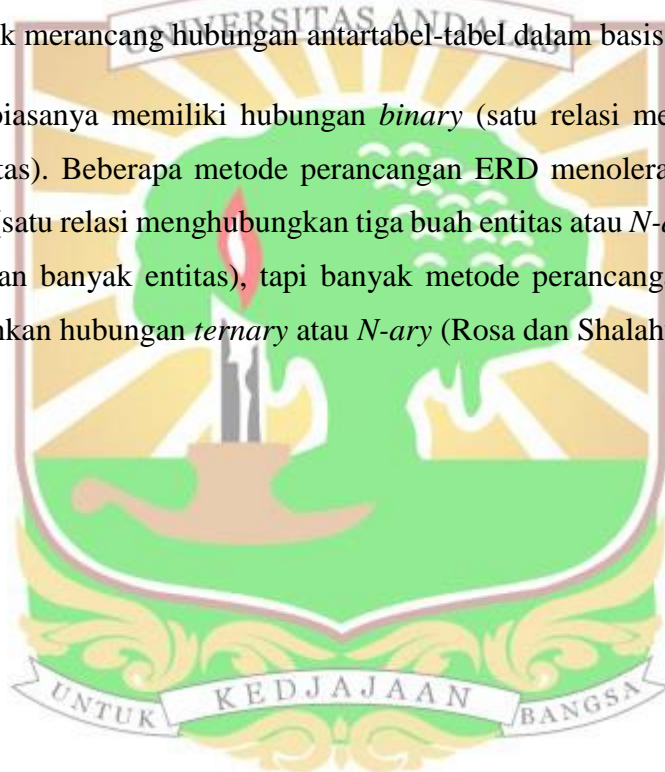 UNIVERSITAS ANDALAS
k merancang hubungan antartabel-tabel dalam basis
biasanya memiliki hubungan binary (satu relasi me
tas). Beberapa metode perancangan ERD menolera
(satu relasi menghubungkan tiga buah entitas atau N-a
an banyak entitas), tapi banyak metode perancanga
nkan hubungan ternary atau N-ary (Rosa dan Shalah
UNTUK KEDJAJAAN BANGSA